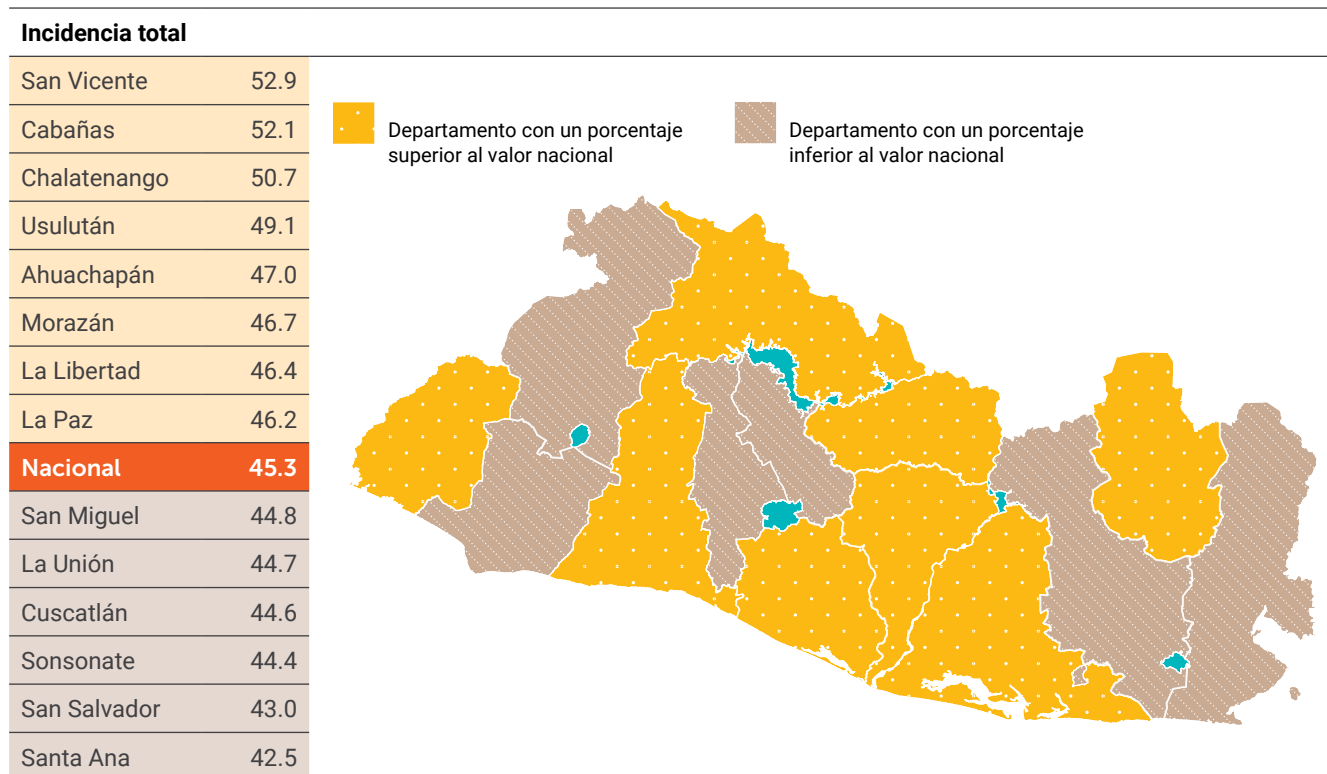 Incidencia total
San Vicente 52.9
Cabañas 52.1
Chalatenango 50.7
Usulután 49.1
Ahuachapán 47.0
Morazán 46.7
La Libertad 46.4
La Paz 46.2
Nacional 45.3
San Miguel 44.8
La Unión 44.7
Cuscatlán 44.6
Sonsonate 44.4
San Salvador 43.0
Santa Ana 42.5
Departamento con un porcentaje
superior al valor nacional
Departamento con un porcentaje
inferior al valor nacional